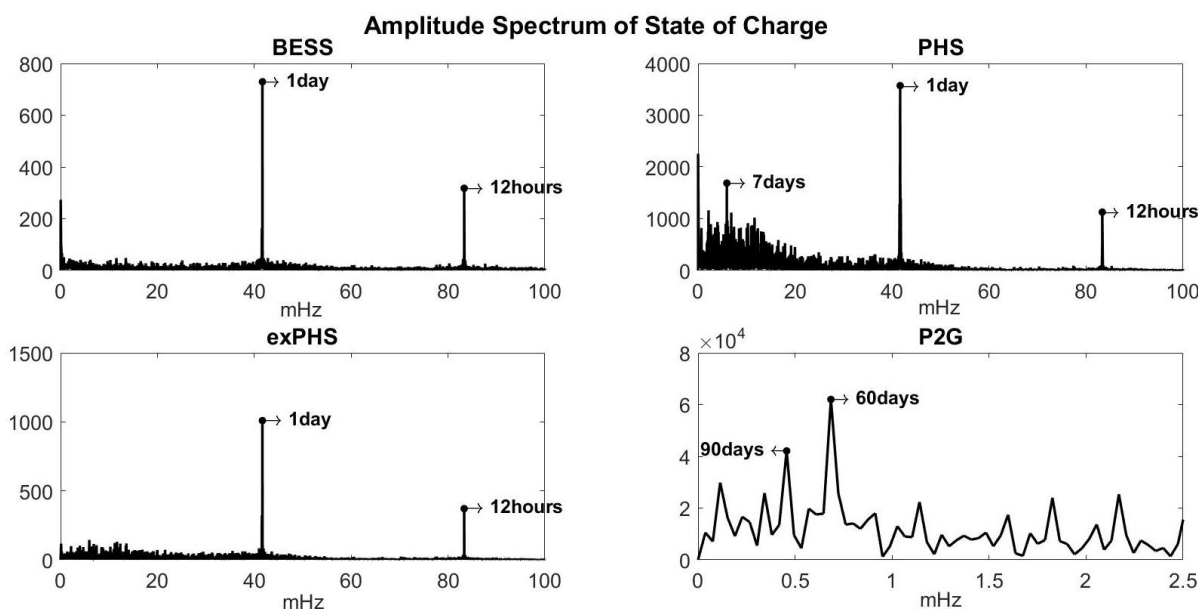 Amplitude Spectrum of State of Charge
BESS
800
600
400
200
0
→ 1day
→ 12hours
0 20 40 60 80 100
mHz
PHS
4000
3000
2000
1000
0
→ 7days
→ 1day
→ 12hours
0 20 40 60 80 100
mHz
exPHS
1500
1000
500
0
→ 1day
→ 12hours
0 20 40 60 80 100
mHz
P2G
×10⁴
8
6
4
2
0
90days ←
→ 60days
0 0.5 1 1.5 2 2.5
mHz